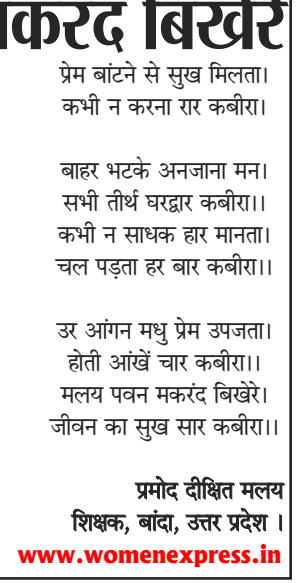 मकरंद बिखेरे
प्रेम बांटने से सुख मिलता।
कभी न करना रार कबीरा।
बाहर भटके अनजाना मन।
सभी तीर्थ घरद्वार कबीरा।।
कभी न साधक हार मानता।
चल पड़ता हर बार कबीरा।।
उर आंगन मधु प्रेम उपजता।
होती आंखें चार कबीरा।।
मलय पवन मकरंद बिखेरे।
जीवन का सुख सार कबीरा।।
प्रमोद दीक्षित मलय
शिक्षक, बांदा, उत्तर प्रदेश ।
www.womenexpress.in